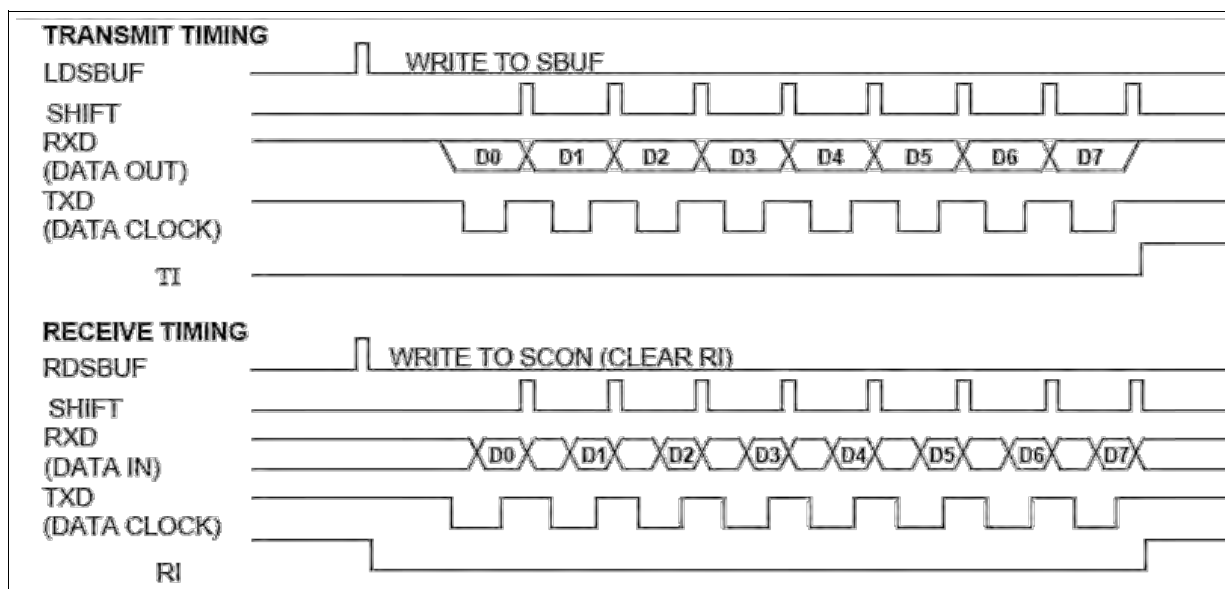 TRANSMIT TIMING
LDSBUF
WRITE TO SBUF
SHIFT
RXD
(DATA OUT)
D0 D1 D2 D3 D4 D5 D6 D7
TXD
(DATA CLOCK)
TI
RECEIVE TIMING
RDSBUF
WRITE TO SCON (CLEAR RI)
SHIFT
RXD
(DATA IN)
D0 D1 D2 D3 D4 D5 D6 D7
TXD
(DATA CLOCK)
RI